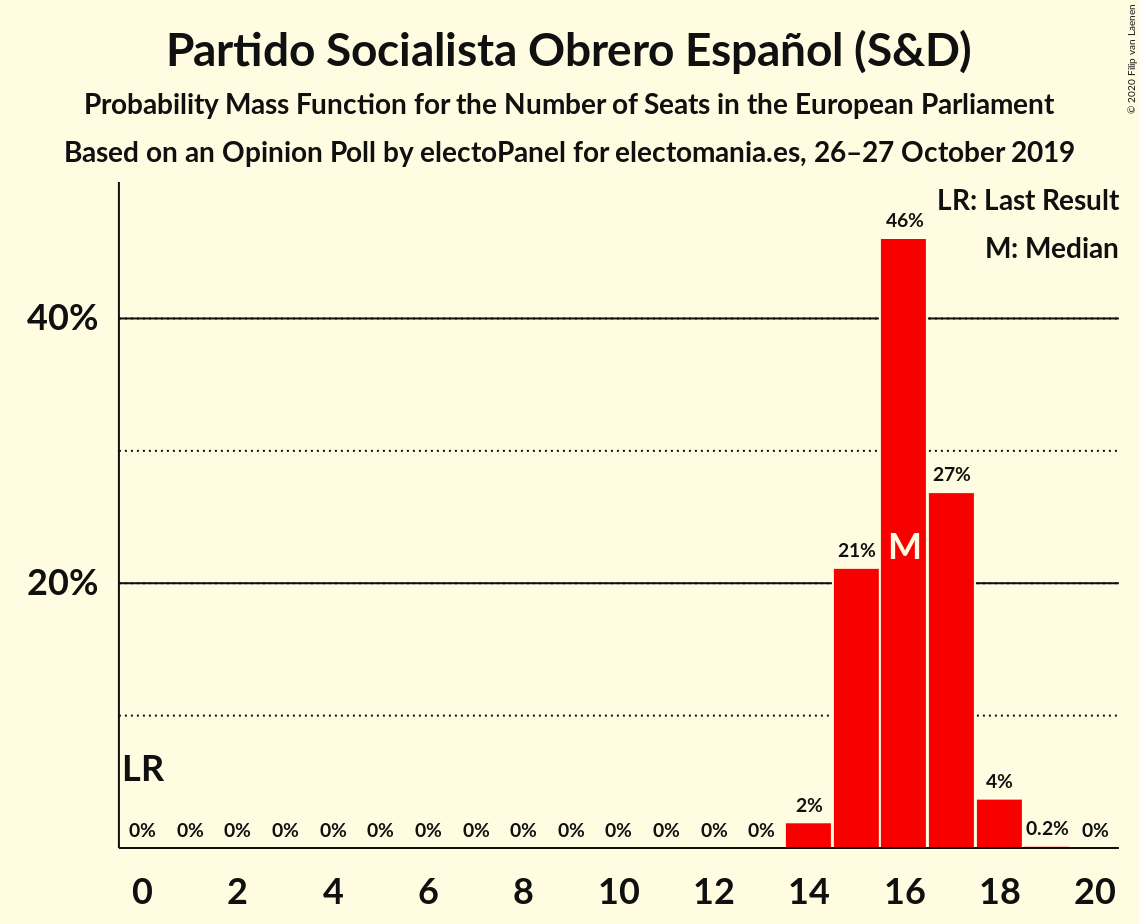 Partido Socialista Obrero Español (S&D)
Probability Mass Function for the Number of Seats in the European Parliament
Based on an Opinion Poll by electoPanel for electomania.es, 26–27 October 2019
© 2020 Filip van Laenen
LR: Last Result
M: Median
40%
20%
46%
27%
21%
M
LR
0% 0% 0% 0% 0% 0% 0% 0% 0% 0% 0% 0% 0% 0% 2% 4% 0.2% 0%
0 2 4 6 8 10 12 14 16 18 20